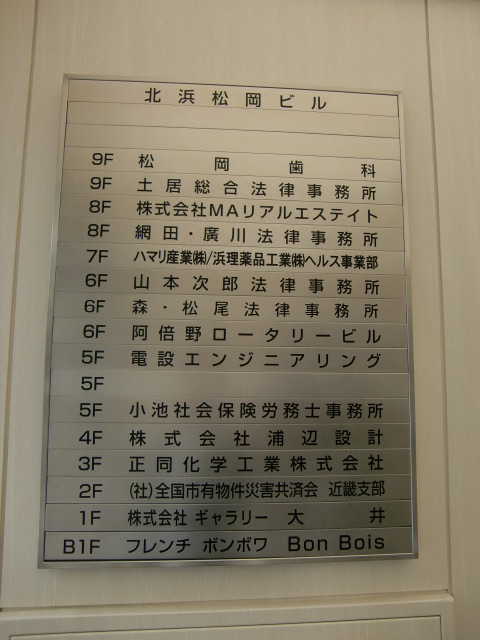 北浜松岡ビル
9F 松岡歯科
9F 土居総合法律事務所
8F 株式会社MAリアルエステイト
8F 網田・廣川法律事務所
7F ハマリ産業㈱/浜理薬品工業㈱ヘルス事業部
6F 山本次郎法律事務所
6F 森・松尾法律事務所
6F 阿倍野ロータリービル
5F 電設エンジニアリング
5F
5F 小池社会保険労務士事務所
4F 株式会社浦辺設計
3F 正同化学工業株式会社
2F (社)全国市有物件災害共済会 近畿支部
1F 株式会社 ギャラリー 大井
B1F フレンチ ボンボワ Bon Bois